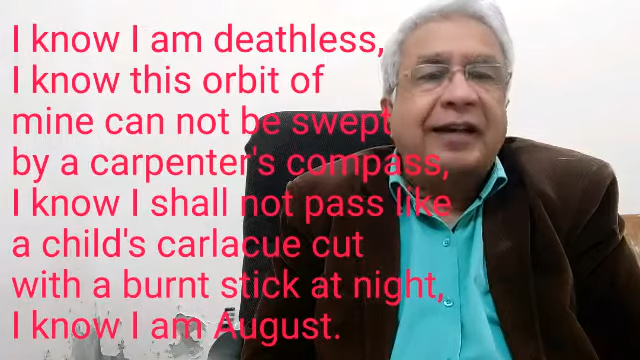 I know I am deathless,
I know this orbit of
mine can not be swept
by a carpenter's compass,
I know I shall not pass like
a child's carlacue cut
with a burnt stick at night,
I know I am August.